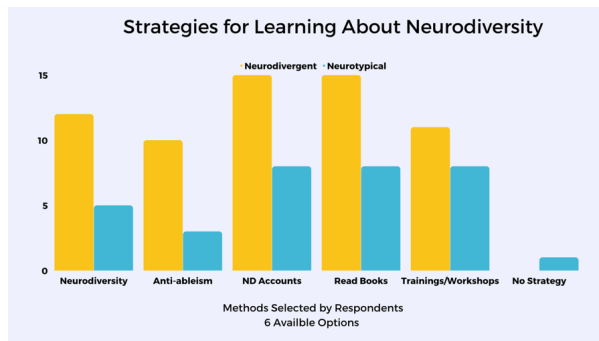 Strategies for Learning About Neurodiversity
Neurodivergent Neurotypical
15
10
5
0
Neurodiversity Anti-ableism ND Accounts Read Books Trainings/Workshops No Strategy
Methods Selected by Respondents
6 Availble Options